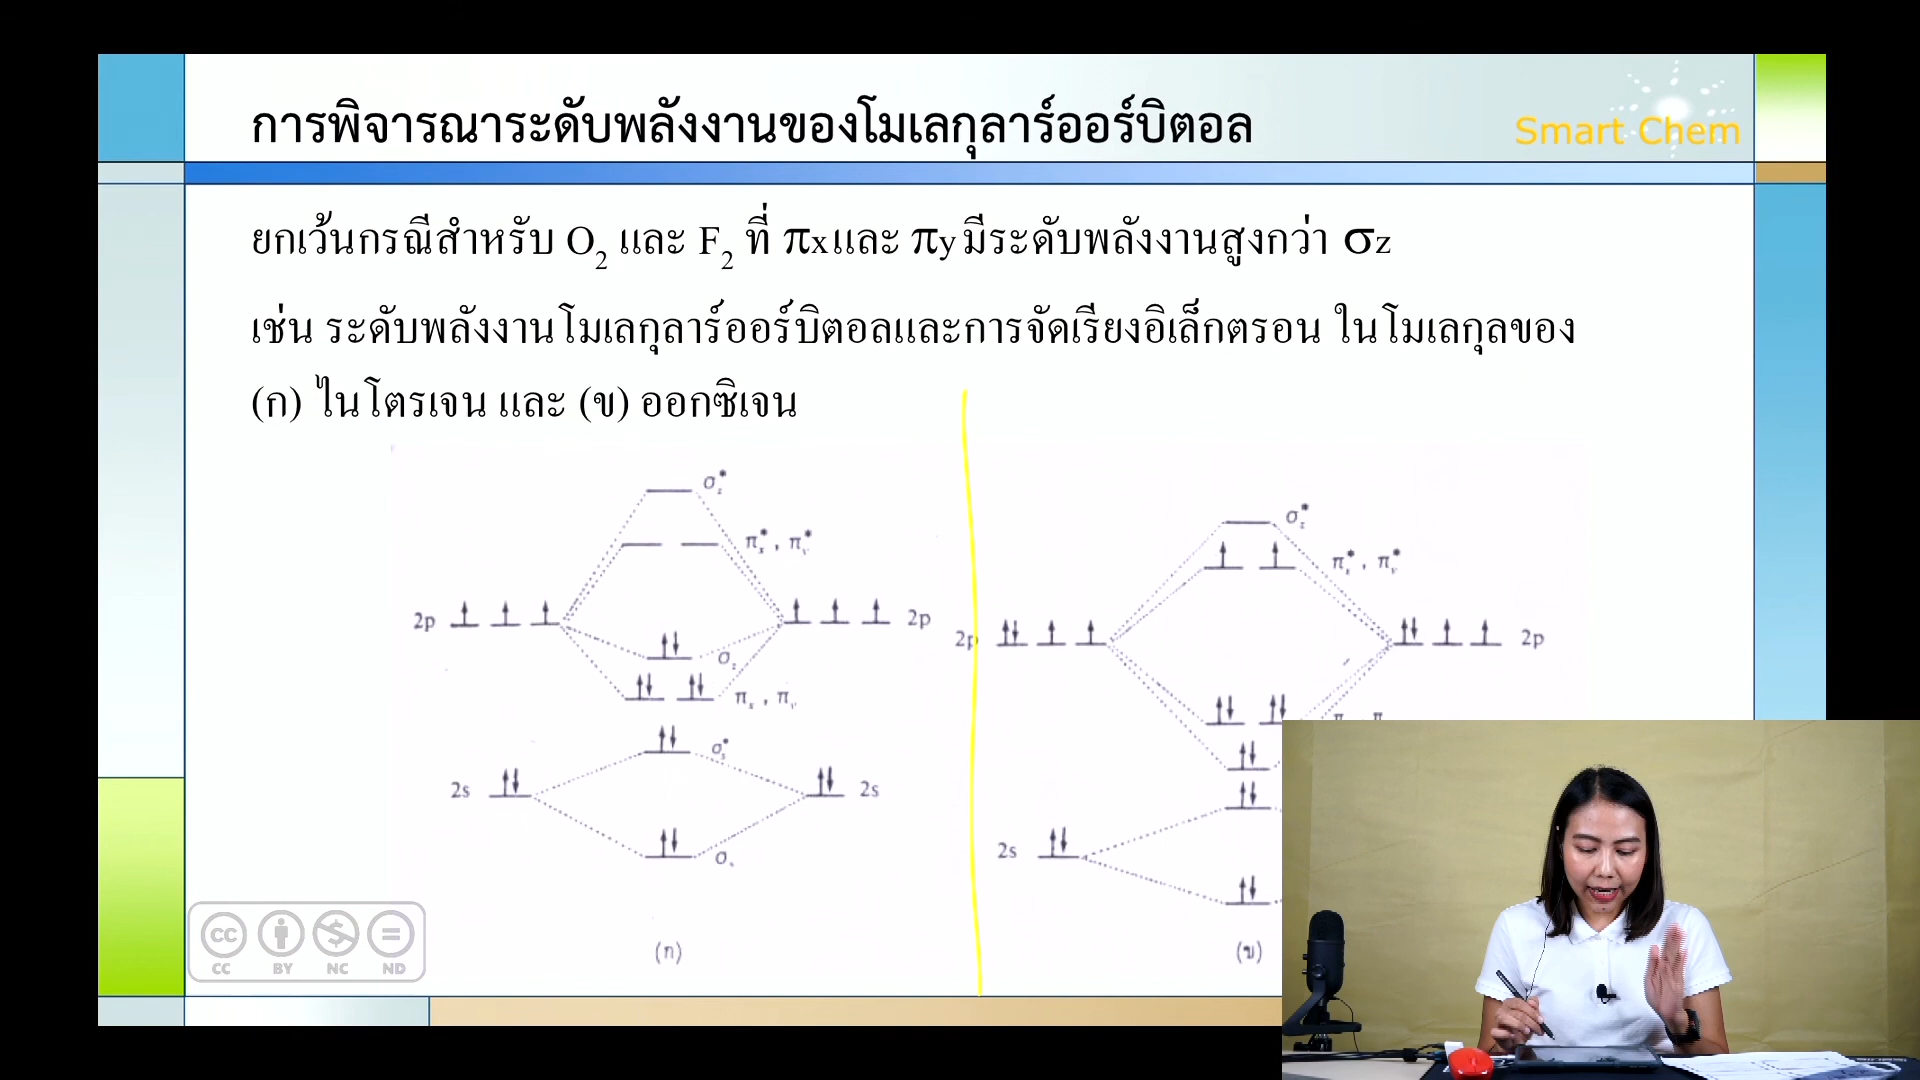 การพิจารณาระดับพลังงานของโมเลกุลาร์ออร์บิตอล
Smart Chem
ยกเว้นกรณีสำหรับ O2 และ F2 ที่ πx และ πy มีระดับพลังงานสูงกว่า σz
เช่น ระดับพลังงานโมเลกุลาร์ออร์บิตอลและการจัดเรียงอิเล็กตรอน ในโมเลกุลของ
(ก) ไนโตรเจน และ (ข) ออกซิเจน
σz*
πx*, πy*
2p
2p
σz
πx, πy
σs*
2s
2s
σs
(ก)
σz*
πx*, πy*
2p
2p
2s
(ข)
CC BY NC ND